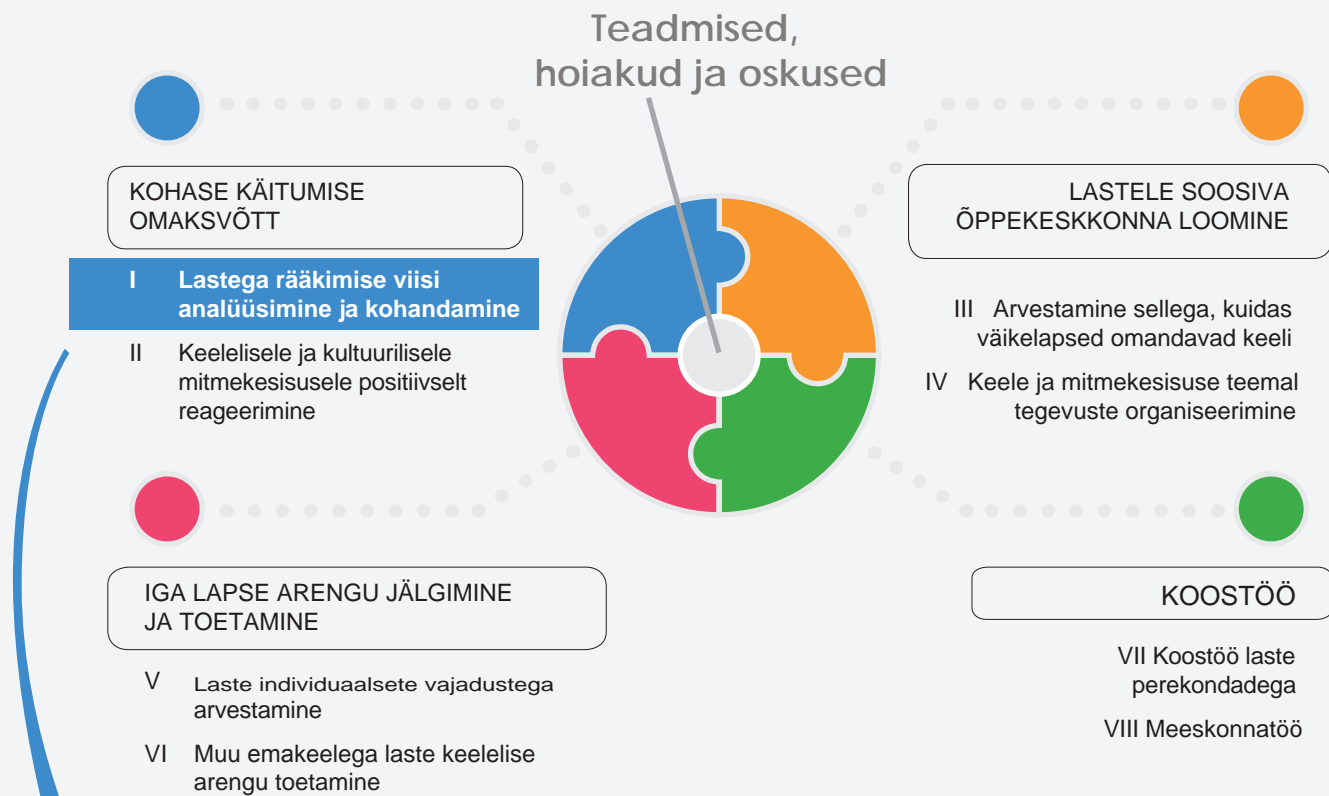 Teadmised,
hoiakud ja oskused
KOHASE KÄITUMISE
OMAKSVÕTT
I Lastega rääkimise viisi
analüüsimine ja kohandamine
II Keelelisele ja kultuurilisele
mitmekesisusele positiivselt
reageerimine
LASTELE SOOSIVA
ÕPPEKESKKONNA LOOMINE
III Arvestamine sellega, kuidas
väikelapsed omandavad keeli
IV Keele ja mitmekesisuse teemal
tegevuste organiseerimine
IGA LAPSE ARENGU JÄLGIMINE
JA TOETAMINE
V Laste individuaalsete vajadustega
arvestamine
VI Muu emakeelega laste keelelise
arengu toetamine
KOOSTÖÖ
VII Koostöö laste
perekondadega
VIII Meeskonnatöö